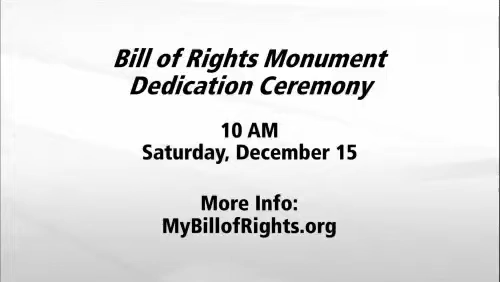 Bill of Rights Monument
Dedication Ceremony
10 AM
Saturday, December 15
More Info:
MyBillofRights.org